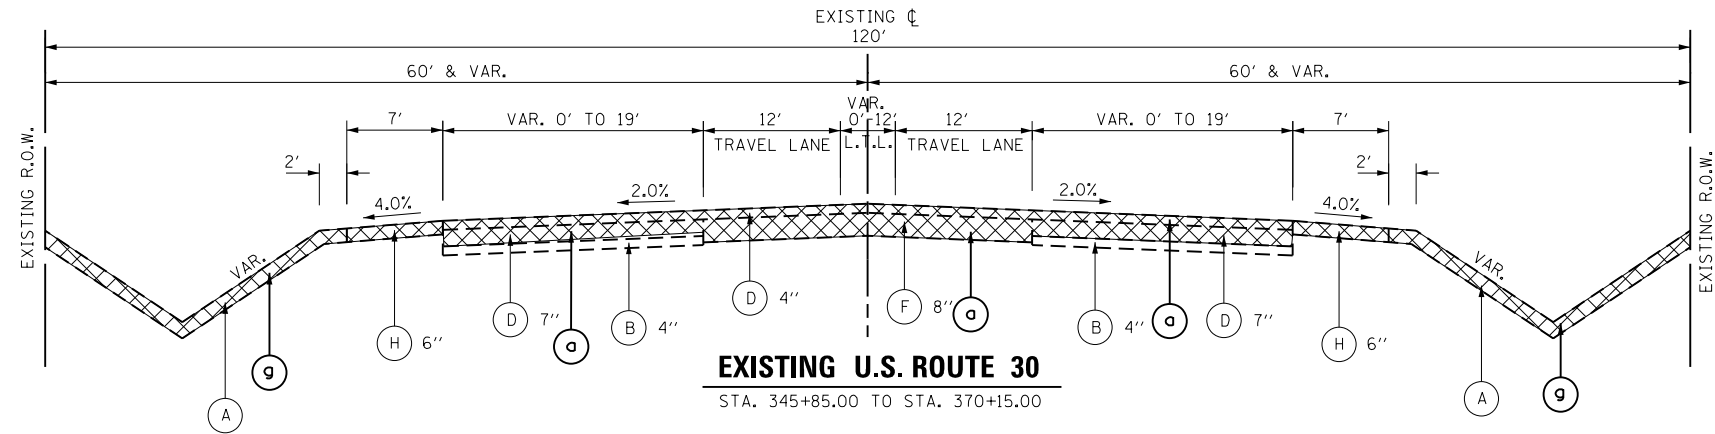 EXISTING ℄
120'
60' & VAR.
60' & VAR.
VAR.
7'
VAR. 0' TO 19'
12'
0'-12'
12'
VAR. 0' TO 19'
7'
TRAVEL LANE
L.T.L.
TRAVEL LANE
2'
2'
EXISTING R.O.W.
EXISTING R.O.W.
4.0%
2.0%
2.0%
4.0%
VAR.
VAR.
D 4''
F 8''
a
D 7''
B 4''
B 4''
a
D 7''
H 6''
a
H 6''
g
A
A
g
EXISTING U.S. ROUTE 30
STA. 345+85.00 TO STA. 370+15.00